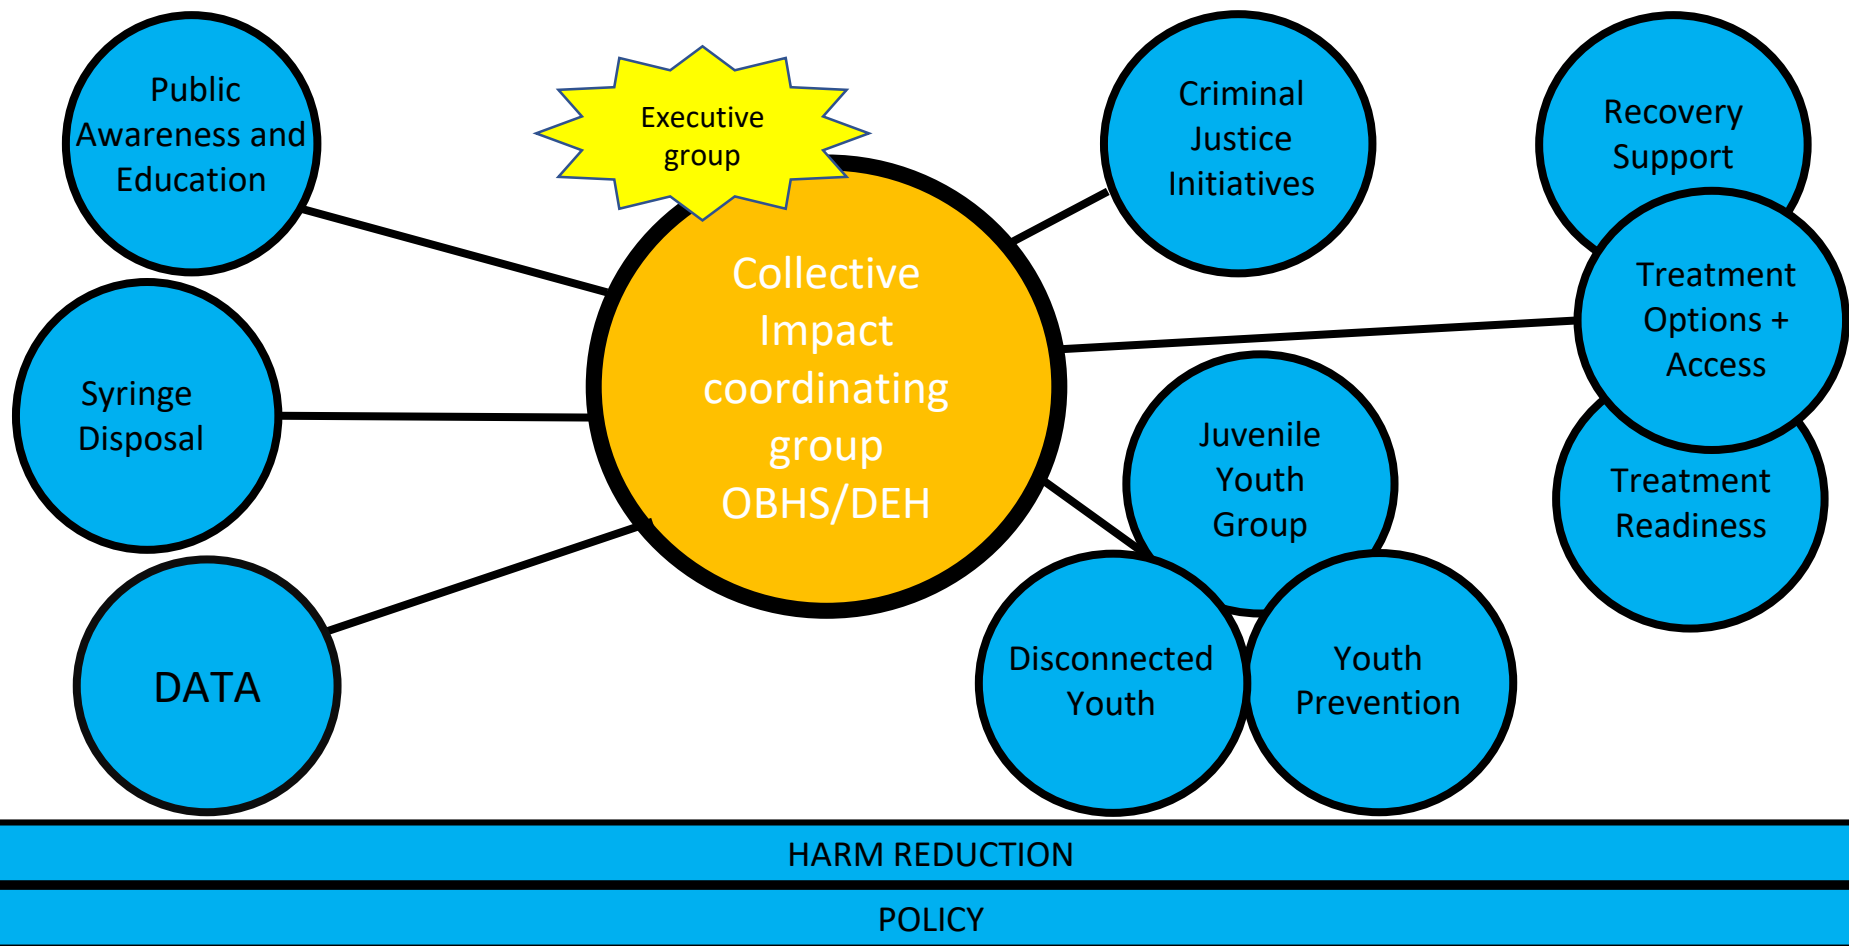 Public
Awareness and
Education
Executive
group
Criminal
Justice
Initiatives
Recovery
Support
Collective
Impact
coordinating
group
OBHS/DEH
Treatment
Options +
Access
Syringe
Disposal
Juvenile
Youth
Group
Treatment
Readiness
DATA
Disconnected
Youth
Youth
Prevention
HARM REDUCTION
POLICY